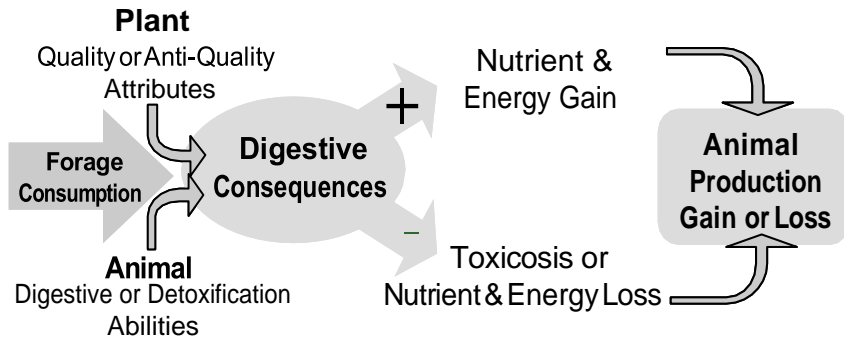 Plant
Quality or Anti-Quality
Attributes
Forage
Consumption
Animal
Digestive or Detoxification
Abilities
Digestive
Consequences
+
Nutrient &
Energy Gain
–
Toxicosis or
Nutrient & Energy Loss
Animal
Production
Gain or Loss